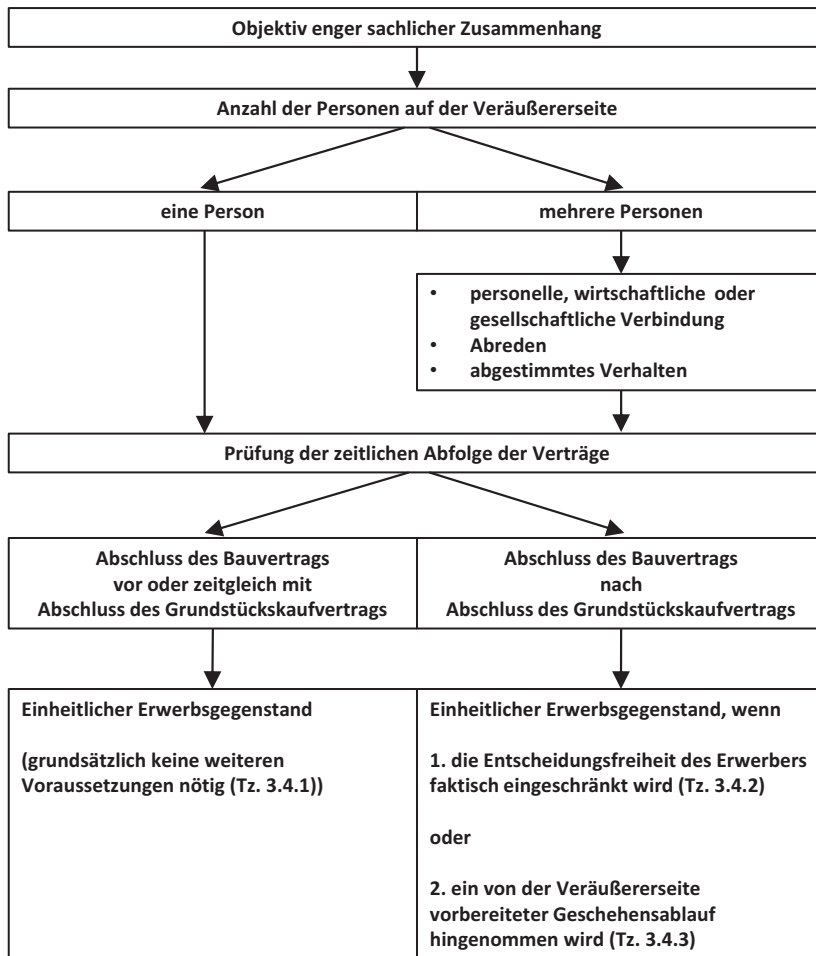 Objektiv enger sachlicher Zusammenhang
Anzahl der Personen auf der Veräußererseite
eine Person
mehrere Personen
• personelle, wirtschaftliche oder
gesellschaftliche Verbindung
• Abreden
• abgestimmtes Verhalten
Prüfung der zeitlichen Abfolge der Verträge
Abschluss des Bauvertrags
vor oder zeitgleich mit
Abschluss des Grundstückskaufvertrags
Abschluss des Bauvertrags
nach
Abschluss des Grundstückskaufvertrags
Einheitlicher Erwerbsgegenstand
(grundsätzlich keine weiteren
Voraussetzungen nötig (Tz. 3.4.1))
Einheitlicher Erwerbsgegenstand, wenn
1. die Entscheidungsfreiheit des Erwerbers
faktisch eingeschränkt wird (Tz. 3.4.2)
oder
2. ein von der Veräußererseite
vorbereiteter Geschehensablauf
hingenommen wird (Tz. 3.4.3)